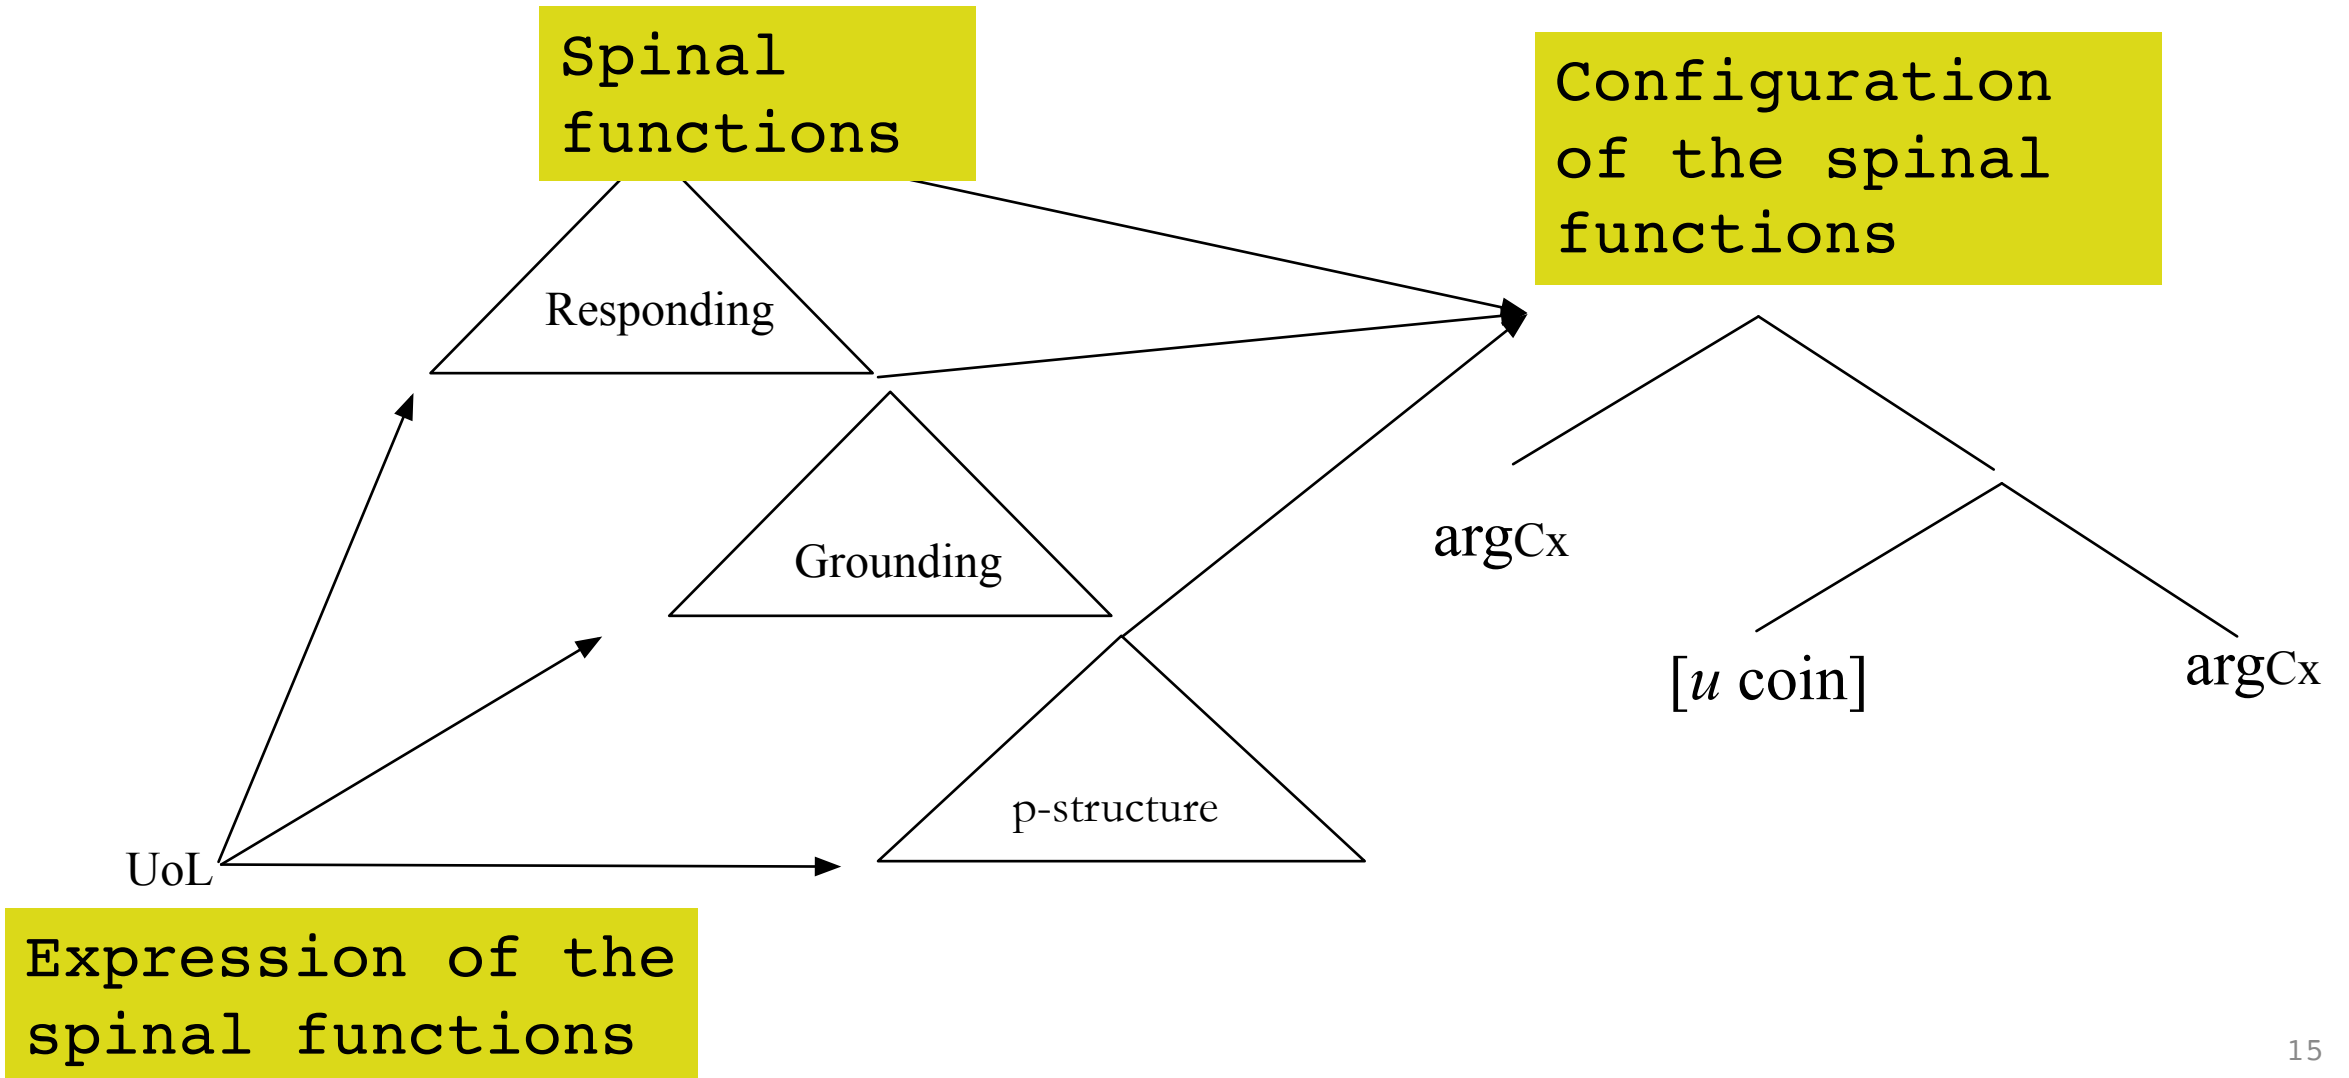 Spinal
functions
Configuration
of the spinal
functions
Responding
Grounding
argCx
[u coin]
argCx
p-structure
UoL
Expression of the
spinal functions
15